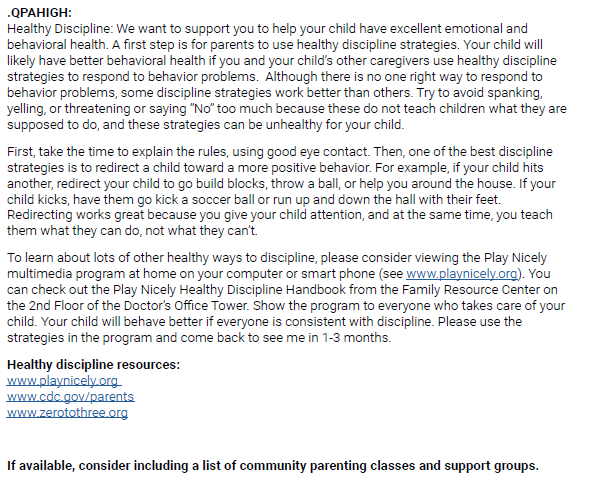 .QPAHIGH:
Healthy Discipline: We want to support you to help your child have excellent emotional and
behavioral health. A first step is for parents to use healthy discipline strategies. Your child will
likely have better behavioral health if you and your child's other caregivers use healthy discipline
strategies to respond to behavior problems.  Although there is no one right way to respond to
behavior problems, some discipline strategies work better than others. Try to avoid spanking,
yelling, or threatening or saying "No" too much because these do not teach children what they are
supposed to do, and these strategies can be unhealthy for your child.
First, take the time to explain the rules, using good eye contact. Then, one of the best discipline
strategies is to redirect a child toward a more positive behavior. For example, if your child hits
another, redirect your child to go build blocks, throw a ball, or help you around the house. If your
child kicks, have them go kick a soccer ball or run up and down the hall with their feet.
Redirecting works great because you give your child attention, and at the same time, you teach
them what they can do, not what they can't.
To learn about lots of other healthy ways to discipline, please consider viewing the Play Nicely
multimedia program at home on your computer or smart phone (see www.playnicely.org). You
can check out the Play Nicely Healthy Discipline Handbook from the Family Resource Center on
the 2nd Floor of the Doctor's Office Tower. Show the program to everyone who takes care of your
child. Your child will behave better if everyone is consistent with discipline. Please use the
strategies in the program and come back to see me in 1-3 months.
Healthy discipline resources:
www.playnicely.org
www.cdc.gov/parents
www.zerotothree.org
If available, consider including a list of community parenting classes and support groups.